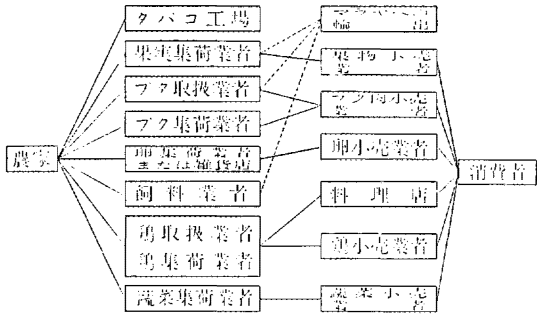 農家
タバコ工場
果実集荷業者
ブタ取扱業者
ブタ集荷業者
卵集荷業者
または雑貨店
飼料業者
鶏取扱業者
鶏集荷業者
蔬菜集荷業者
輸出
果物小売
業者
ブタ肉小売
業者
卵小売業者
料理店
鶏小売業者
蔬菜小売
業者
消費者